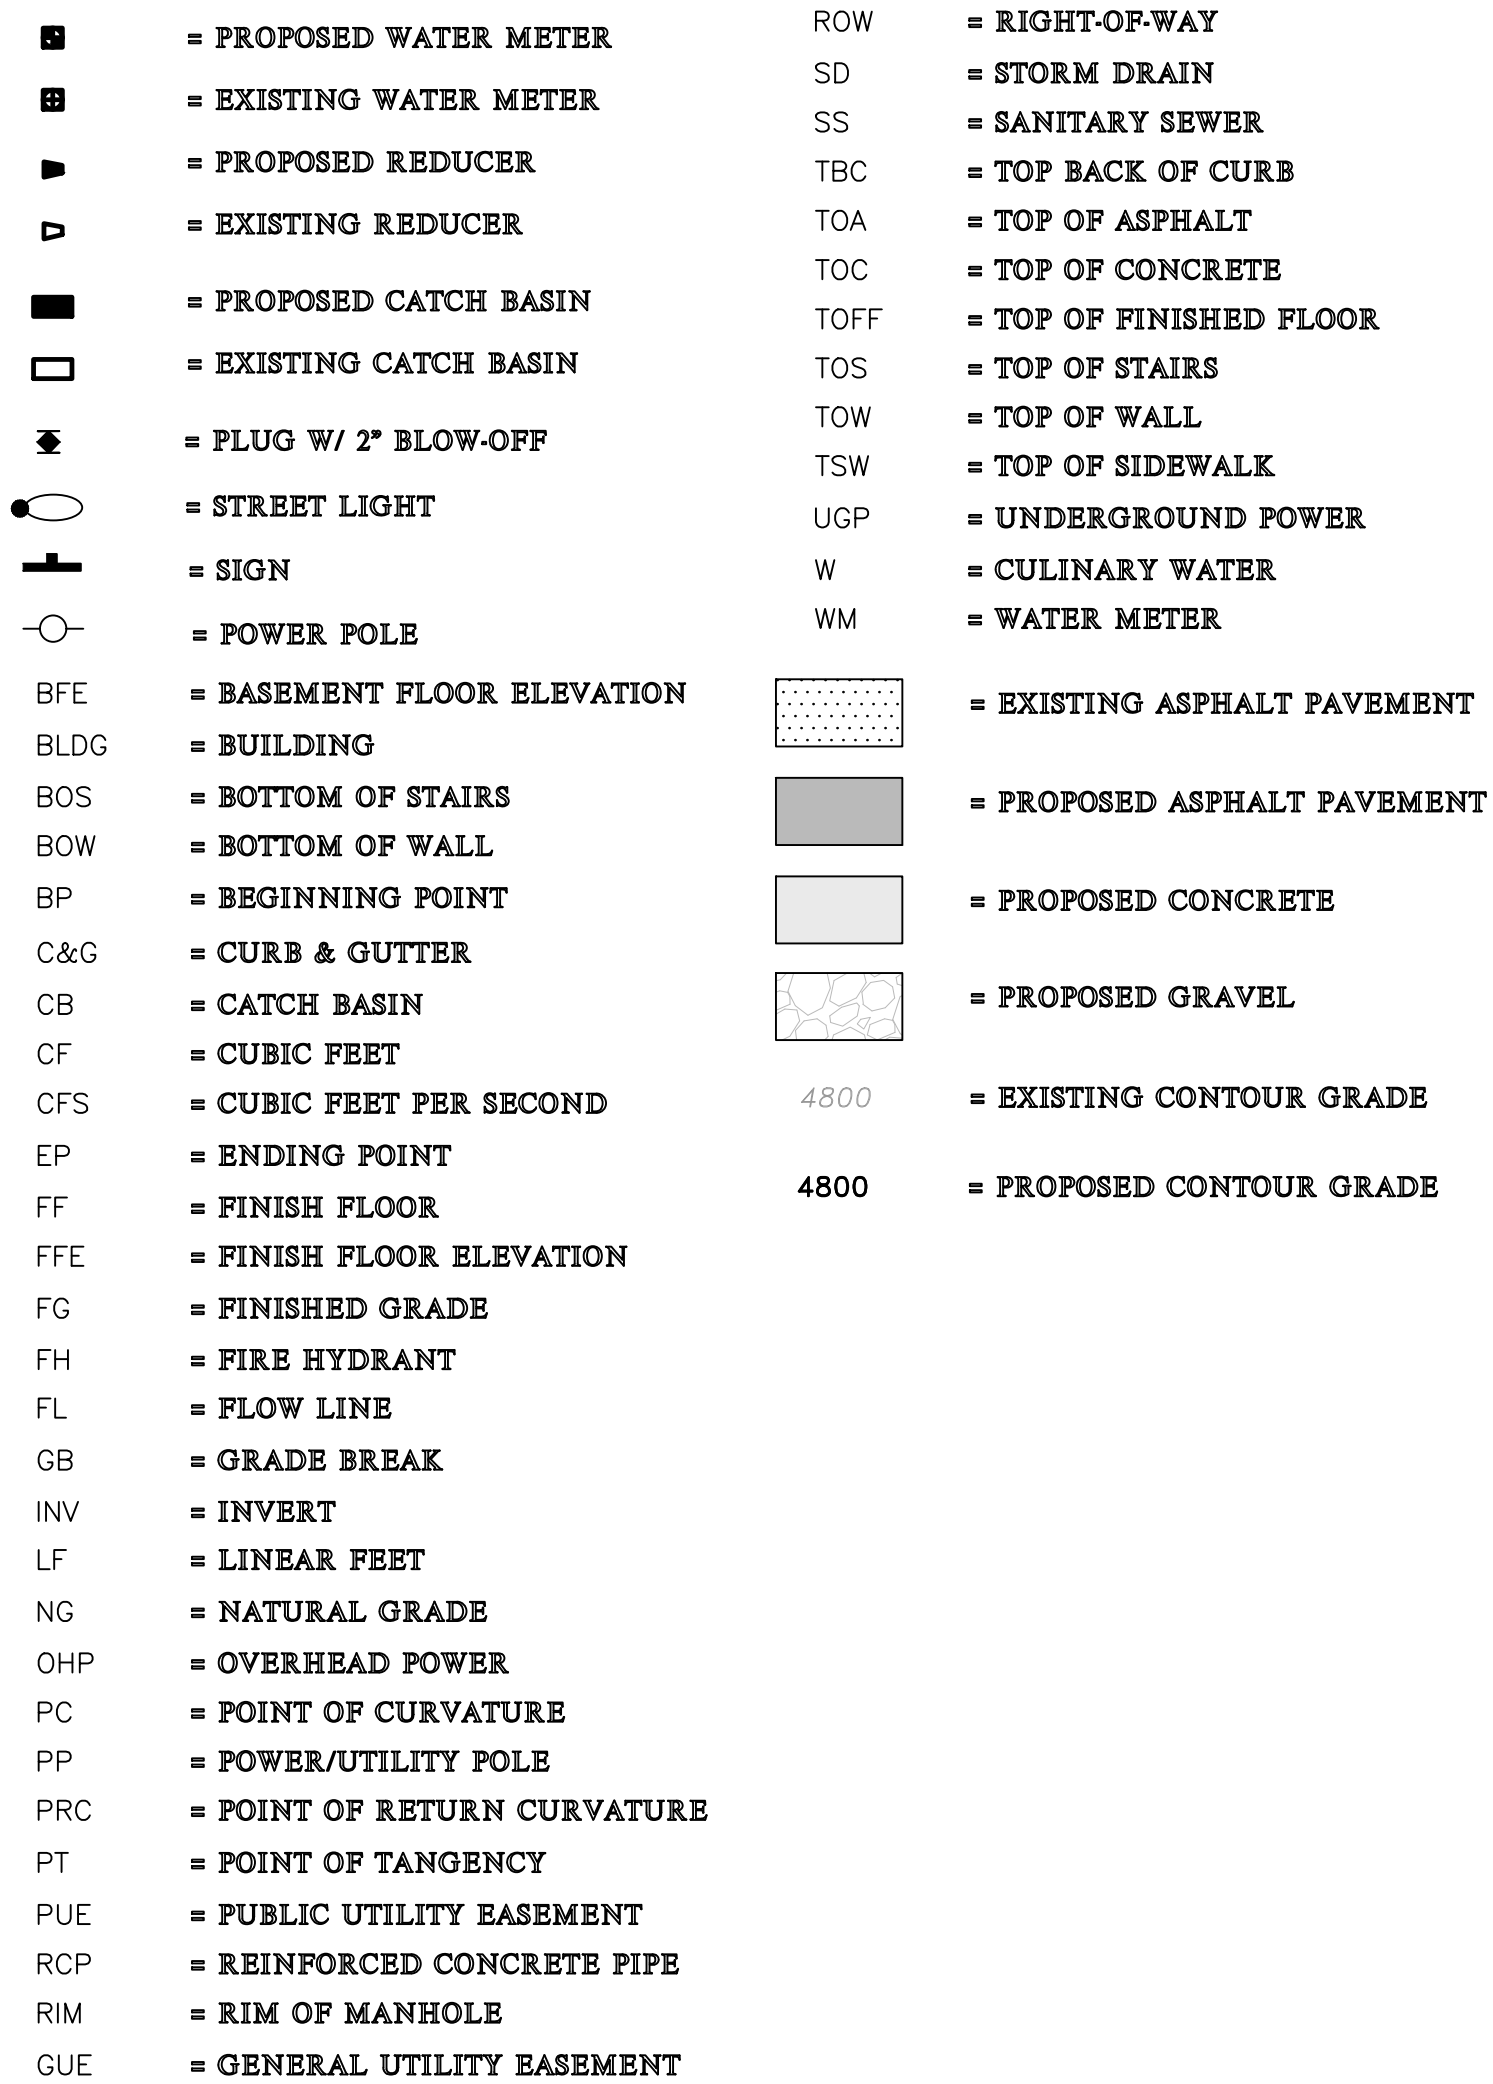 = PROPOSED WATER METER
= EXISTING WATER METER
= PROPOSED REDUCER
= EXISTING REDUCER
= PROPOSED CATCH BASIN
= EXISTING CATCH BASIN
= PLUG W/ 2" BLOW-OFF
= STREET LIGHT
= SIGN
= POWER POLE
BFE = BASEMENT FLOOR ELEVATION
BLDG = BUILDING
BOS = BOTTOM OF STAIRS
BOW = BOTTOM OF WALL
BP = BEGINNING POINT
C&G = CURB & GUTTER
CB = CATCH BASIN
CF = CUBIC FEET
CFS = CUBIC FEET PER SECOND
EP = ENDING POINT
FF = FINISH FLOOR
FFE = FINISH FLOOR ELEVATION
FG = FINISHED GRADE
FH = FIRE HYDRANT
FL = FLOW LINE
GB = GRADE BREAK
INV = INVERT
LF = LINEAR FEET
NG = NATURAL GRADE
OHP = OVERHEAD POWER
PC = POINT OF CURVATURE
PP = POWER/UTILITY POLE
PRC = POINT OF RETURN CURVATURE
PT = POINT OF TANGENCY
PUE = PUBLIC UTILITY EASEMENT
RCP = REINFORCED CONCRETE PIPE
RIM = RIM OF MANHOLE
GUE = GENERAL UTILITY EASEMENT
ROW = RIGHT-OF-WAY
SD = STORM DRAIN
SS = SANITARY SEWER
TBC = TOP BACK OF CURB
TOA = TOP OF ASPHALT
TOC = TOP OF CONCRETE
TOFF = TOP OF FINISHED FLOOR
TOS = TOP OF STAIRS
TOW = TOP OF WALL
TSW = TOP OF SIDEWALK
UGP = UNDERGROUND POWER
W = CULINARY WATER
WM = WATER METER
= EXISTING ASPHALT PAVEMENT
= PROPOSED ASPHALT PAVEMENT
= PROPOSED CONCRETE
= PROPOSED GRAVEL
4800 = EXISTING CONTOUR GRADE
4800 = PROPOSED CONTOUR GRADE